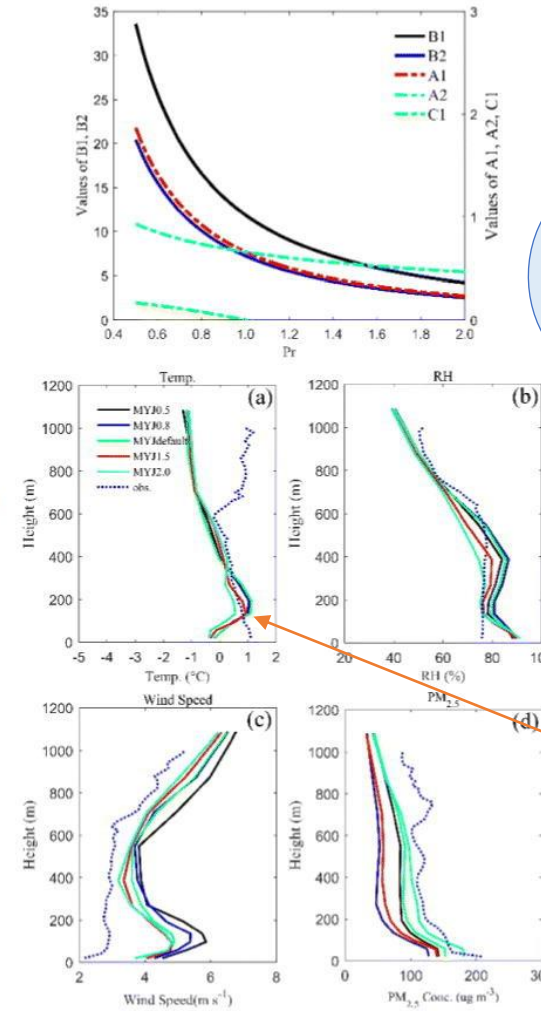 35
30
25
20
15
10
5
0
Values of B1, B2
3
2
1
0
Values of A1, A2, C1
B1
B2
A1
A2
C1
0.4 0.6 0.8 1.0 1.2 1.4 1.6 1.8 2.0
Pr
Temp.
(a)
1200
1000
800
600
400
200
0
Height (m)
MYJ0.5
MYJ0.8
MYJdefault
MYJ1.5
MYJ2.0
obs.
-5 -4 -3 -2 -1 0 1 2
Temp. (°C)
RH
(b)
1200
1000
800
600
400
200
0
Height (m)
20 40 60 80 100
RH (%)
Wind Speed
(c)
1200
1000
800
600
400
200
0
Height (m)
2 4 6 8
Wind Speed(m s⁻¹)
PM₂.₅
(d)
1200
1000
800
600
400
200
0
Height (m)
0 100 200
PM₂.₅ Conc. (ug m⁻³)